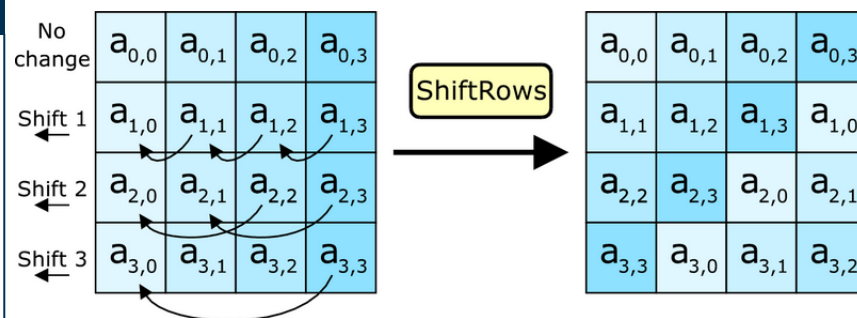 No change a0,0 a0,1 a0,2 a0,3 a0,0 a0,1 a0,2 a0,3
ShiftRows
Shift 1 a1,0 a1,1 a1,2 a1,3 a1,1 a1,2 a1,3 a1,0
Shift 2 a2,0 a2,1 a2,2 a2,3 a2,2 a2,3 a2,0 a2,1
Shift 3 a3,0 a3,1 a3,2 a3,3 a3,3 a3,0 a3,1 a3,2